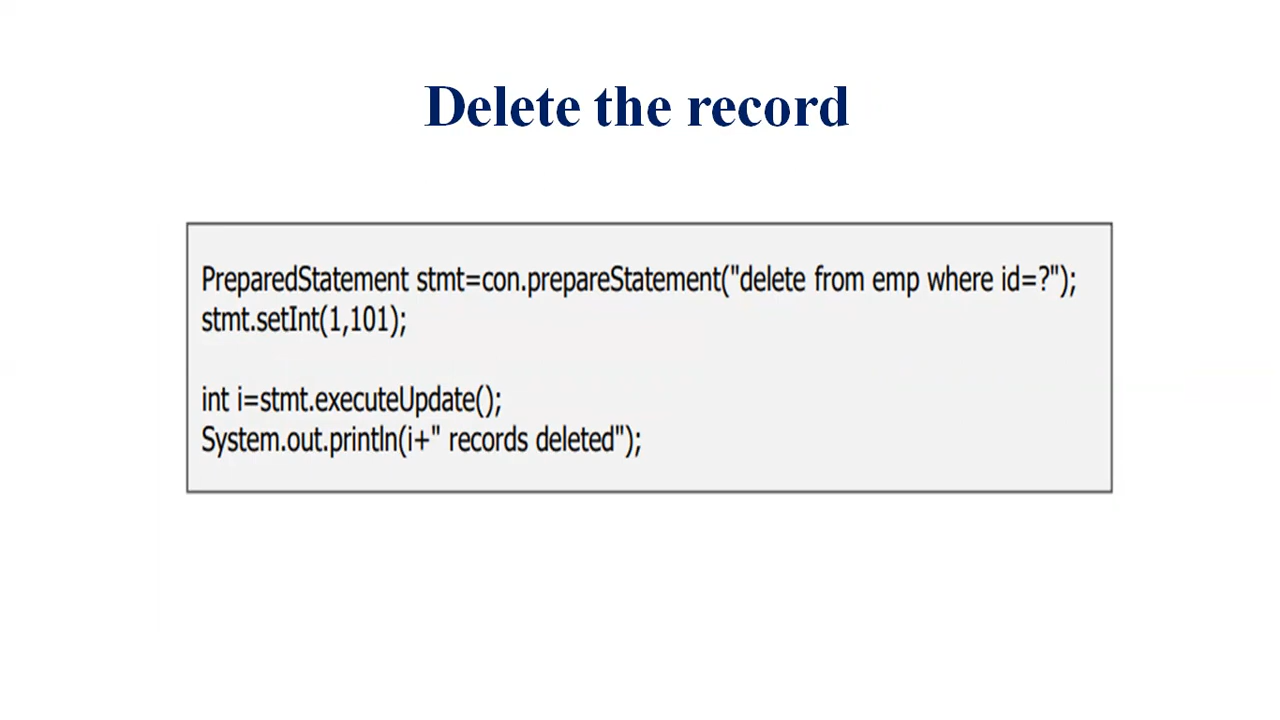 Delete the record
PreparedStatement stmt=con.prepareStatement("delete from emp where id=?");
stmt.setInt(1,101);
int i=stmt.executeUpdate();
System.out.println(i+" records deleted");